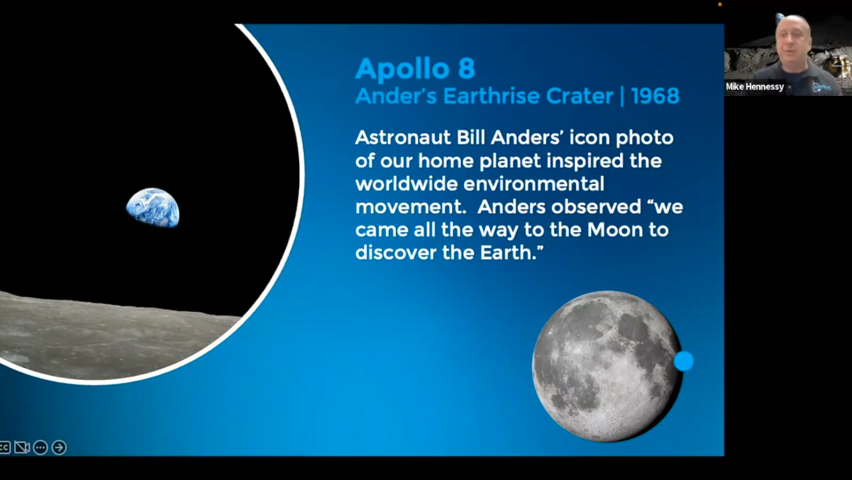 Apollo 8
Ander's Earthrise Crater | 1968
Astronaut Bill Anders' icon photo
of our home planet inspired the
worldwide environmental
movement.  Anders observed “we
came all the way to the Moon to
discover the Earth.”
Mike Hennessy
CC